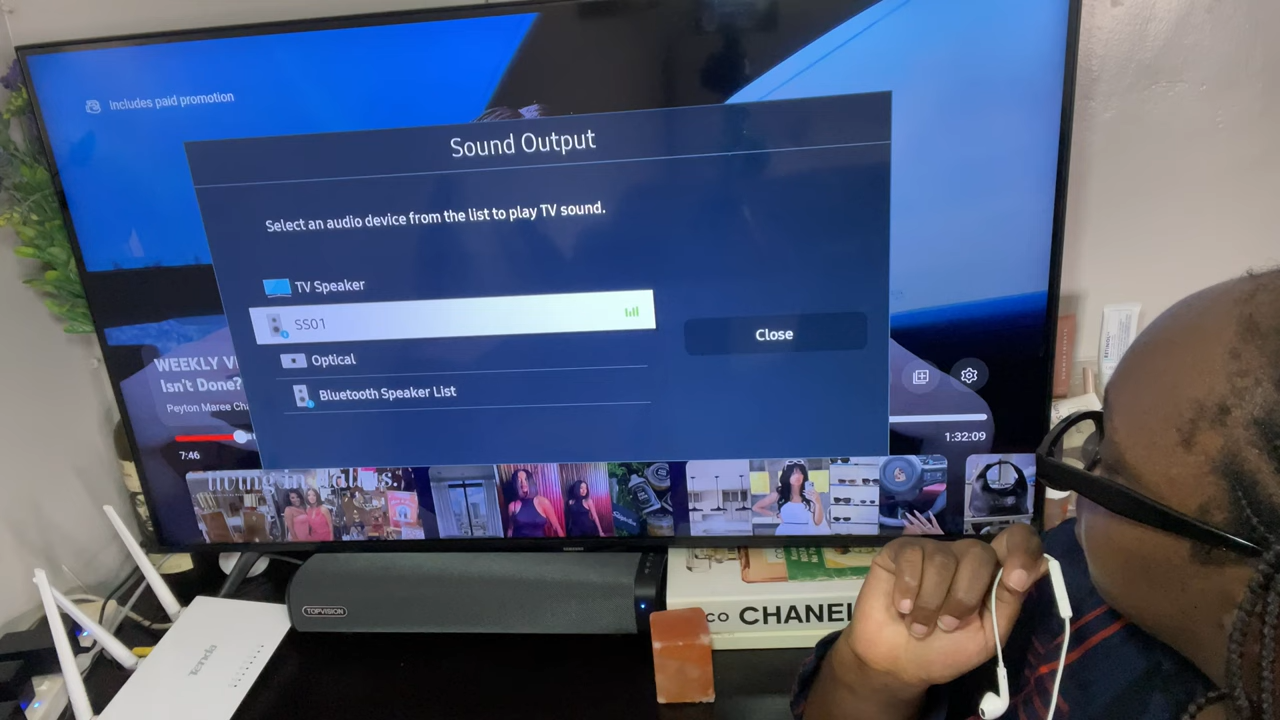 Includes paid promotion
Sound Output
Select an audio device from the list to play TV sound.
TV Speaker
SS01
Optical
Bluetooth Speaker List
Close
WEEKLY V
Isn't Done?
Peyton Maree Cha
7:46
1:32:09
living in dallas.
SAMSUNG
TOPVISION
Tenda
CO CHANEL